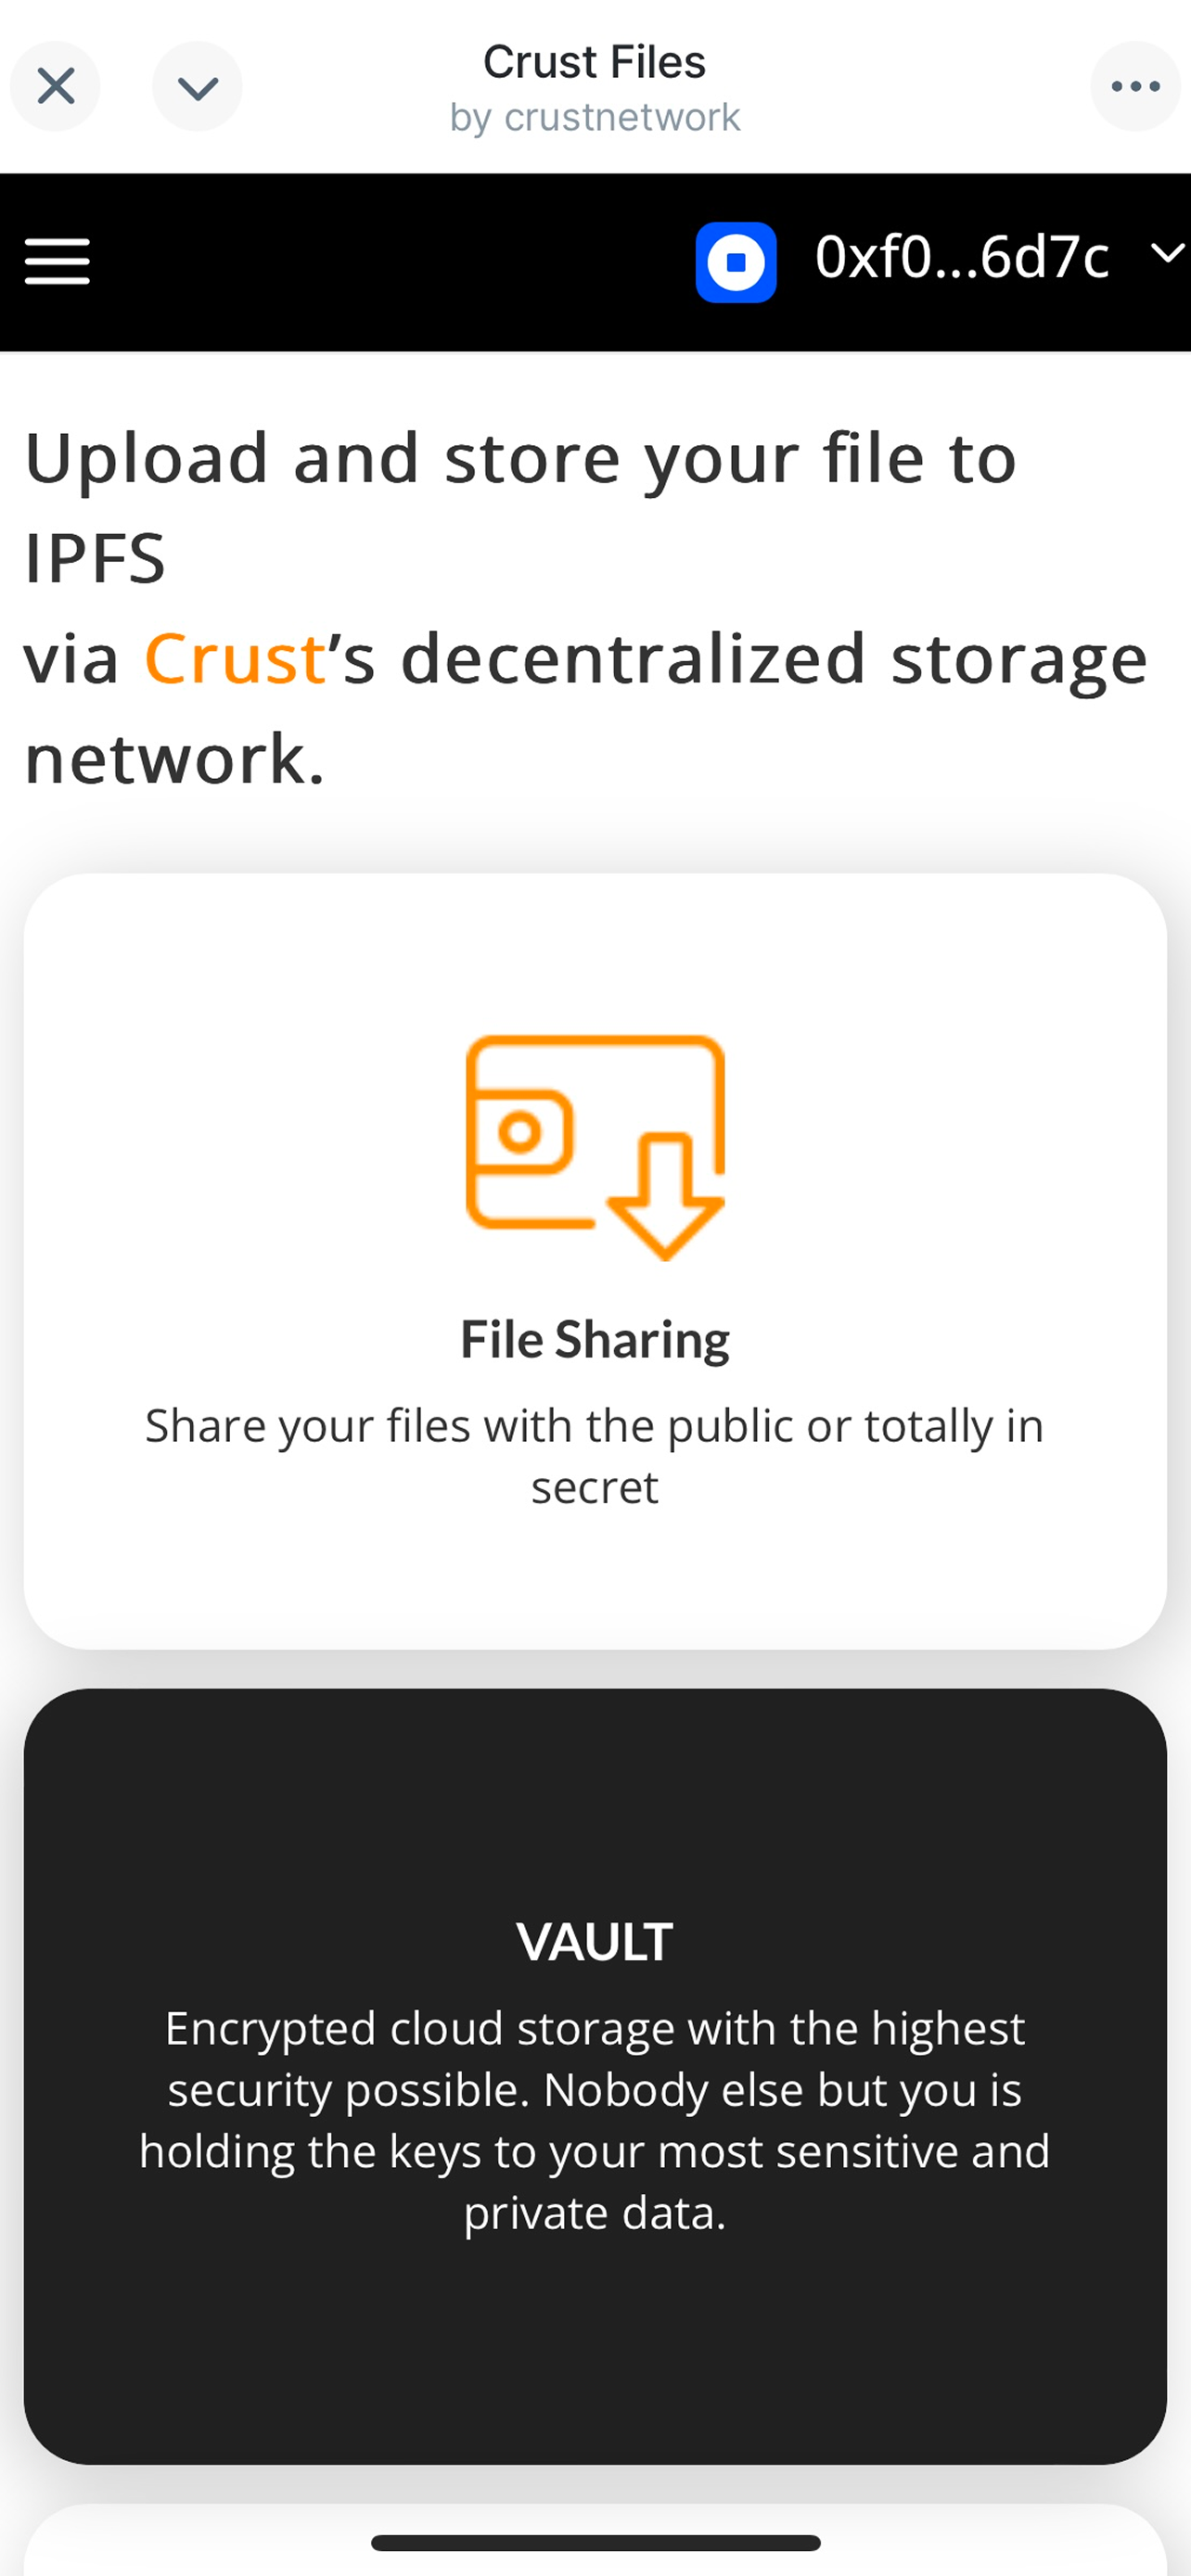 Crust Files
by crustnetwork
0xf0...6d7c
Upload and store your file to
IPFS
via Crust’s decentralized storage
network.
File Sharing
Share your files with the public or totally in
secret
VAULT
Encrypted cloud storage with the highest
security possible. Nobody else but you is
holding the keys to your most sensitive and
private data.